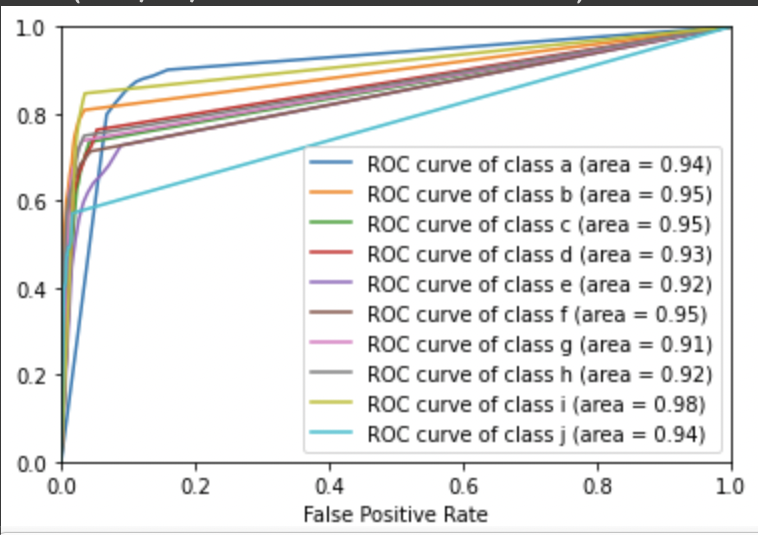 1.0
0.8
0.6
0.4
0.2
0.0
ROC curve of class a (area = 0.94)
ROC curve of class b (area = 0.95)
ROC curve of class c (area = 0.95)
ROC curve of class d (area = 0.93)
ROC curve of class e (area = 0.92)
ROC curve of class f (area = 0.95)
ROC curve of class g (area = 0.91)
ROC curve of class h (area = 0.92)
ROC curve of class i (area = 0.98)
ROC curve of class j (area = 0.94)
0.0 0.2 0.4 0.6 0.8 1.0
False Positive Rate